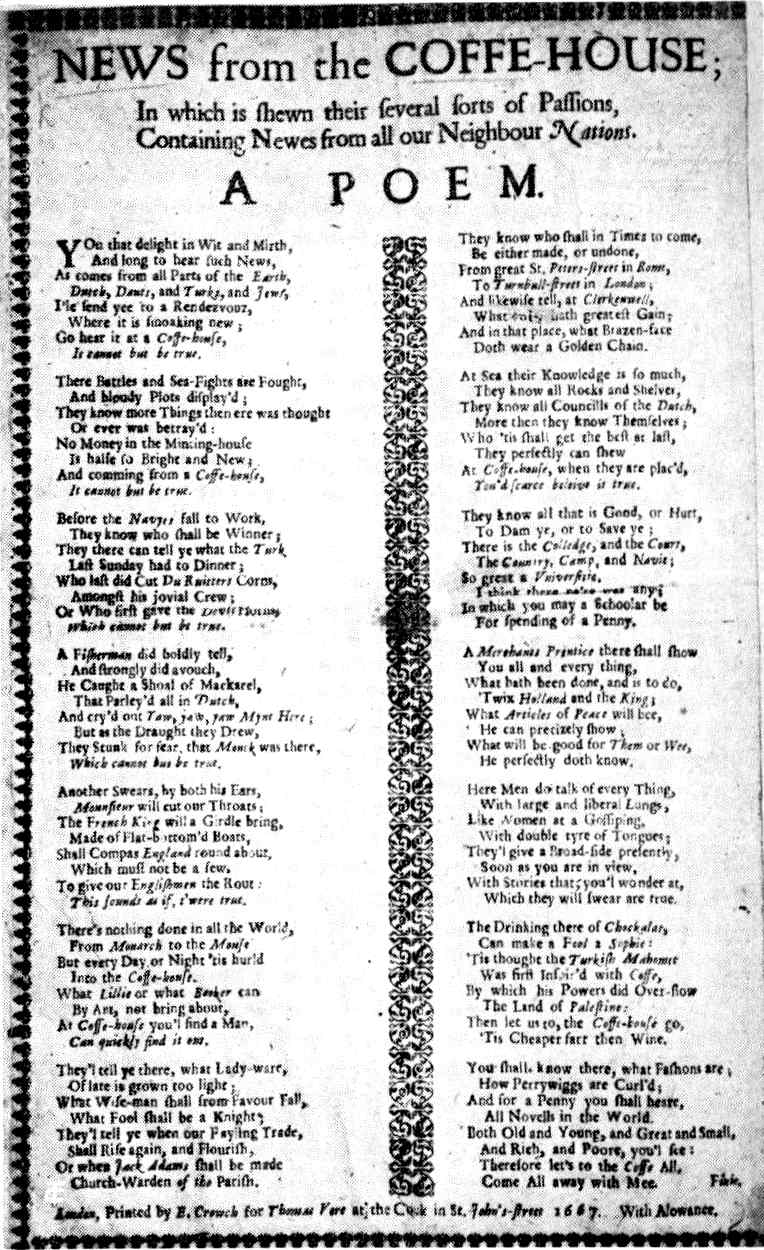 NEWS from the COFFE-HOUSE;
In which is ſhewn their ſeveral ſorts of Paſſions,
Containing Newes from all our Neighbour Nations.
A POEM.
YOu that delight in Wit and Mirth,
And long to hear ſuch News,
As comes from all Parts of the Earth,
Dutch, Danes, and Turks, and Jews,
I'le ſend yee to a Rendezvouz,
Where it is ſmoaking new;
Go hear it at a Coffe-houſe,
It cannot but be true.
There Battles and Sea-Fights are Fought,
And bloudy Plots diſplay'd;
They know more Things then ere was thought
Or ever was betray'd:
No Money in the Minting-houſe
Is halfe ſo Bright and New;
And comming from a Coffe-houſe,
It cannot but be true.
Before the Navyes fall to Work,
They know who ſhall be Winner;
They there can tell ye what the Turk
Laſt Sunday had to Dinner;
Who laſt did Cut Du Ruitters Corns,
Amongſt his jovial Crew;
Or Who firſt gave the Devil Horns,
Which cannot but be true.
A Fiſherman did boldly tell,
And ſtrongly did avouch,
He Caught a Shoal of Mackarel,
That Parley'd all in Dutch,
And cry'd out Yaw, yaw, yaw Myne Here;
But as the Draught they Drew,
They Stunk for fear, that Monck was there,
Which cannot but be true.
Another Swears, by both his Ears,
Mounſieur will cut our Throats;
The French King will a Girdle bring,
Made of Flat-bottom'd Boats,
Shall Compas England round about,
Which muſt not be a few,
To give our Engliſhmen the Rout:
This ſounds as if, t'were true.
There's nothing done in all the World,
From Monarch to the Mouſe
But every Day or Night 'tis hurld
Into the Coffe-houſe.
What Lillie or what Booker can
By Art, not bring about,
At Coffe-houſe you'l find a Man,
Can quickly find it out.
They'l tell ye there, what Lady-ware,
Of late is grown too light;
What Wiſe-man ſhall from Favour Fall,
What Fool ſhall be a Knight;
They'l tell ye when our Fayling Trade,
Shall Riſe again, and Flouriſh,
Or when Jack Adams ſhall be made
Church-Warden of the Pariſh.
They know who ſhall in Times to come,
Be either made, or undone,
From great St. Peters-ſtreet in Rome,
To Turnbull-ſtreet in London;
And likewiſe tell, at Clerkenwell,
What hath greateſt Gain;
And in that place, what Brazen-face
Doth wear a Golden Chain.
At Sea their Knowledge is ſo much,
They know all Rocks and Shelves,
They know all Councills of the Dutch,
More then they know Themſelves;
Who 'tis ſhall get the beſt at laſt,
They perfectly can ſhew
At Coffe-houſe, when they are plac'd,
You'd ſcarce believe it true.
They know all that is Good, or Hurt,
To Dam ye, or to Save ye;
There is the Colledge, and the Court,
The Country, Camp, and Navie;
So great a Vniverſitie,
I think there ne're was any;
In which you may a Schoolar be
For ſpending of a Penny.
A Merchants Prentice there ſhall ſhow
You all and every thing,
What hath been done, and is to do,
'Twix Holland and the King;
What Articles of Peace will bee,
He can precizely ſhow;
What will be good for Them or Wee,
He perfectly doth know.
Here Men do talk of every Thing,
With large and liberal Lungs,
Like Women at a Goſſiping,
With double tyre of Tongues;
They'l give a Broad-ſide preſently,
Soon as you are in view,
With Stories that, you'l wonder at,
Which they will ſwear are true.
The Drinking there of Chockalat,
Can make a Fool a Sophie:
'Tis thought the Turkiſh Mahomet
Was firſt Inſpir'd with Coffe,
By which his Powers did Over-flow
The Land of Paleſtine:
Then let us to, the Coffe-houſe go,
'Tis Cheaper farr then Wine.
You ſhall know there, what Faſhons are;
How Perrywiggs are Curl'd;
And for a Penny you ſhall heare,
All Novells in the World.
Both Old and Young, and Great and Small,
And Rich, and Poore, you'l ſee:
Therefore let's to the Coffe All,
Come All away with Mee. Finis.
London, Printed by E. Crowch for Thomas Vere at the Cock in St. John's-ſtreet 1667. With Alowance.